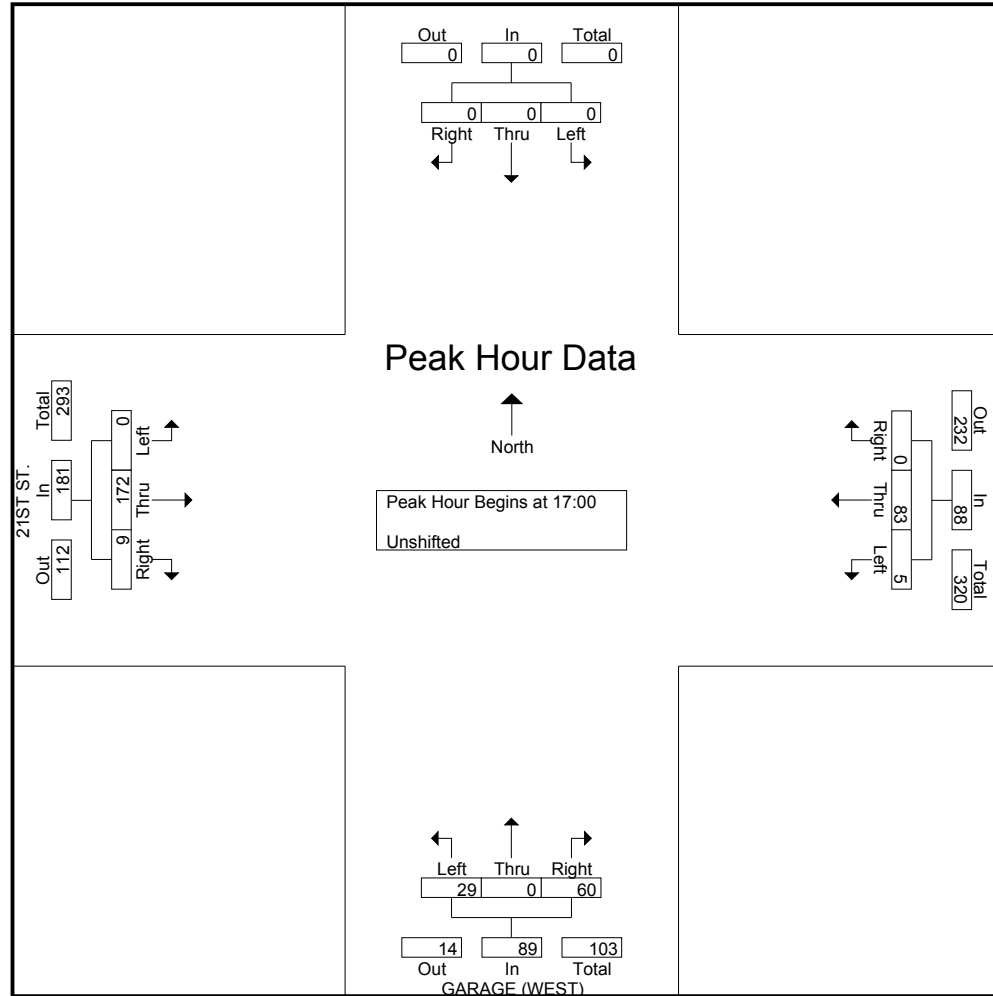 Out In Total
0 0 0
0 0 0
Right Thru Left
Peak Hour Data
North
Peak Hour Begins at 17:00
Unshifted
21ST ST.
Total In Out
293 181 112
0 172 9
Left Thru Right
Out In Total
232 88 320
0 83 5
Right Thru Left
Left Thru Right
29 0 60
14 89 103
Out In Total
GARAGE (WEST)